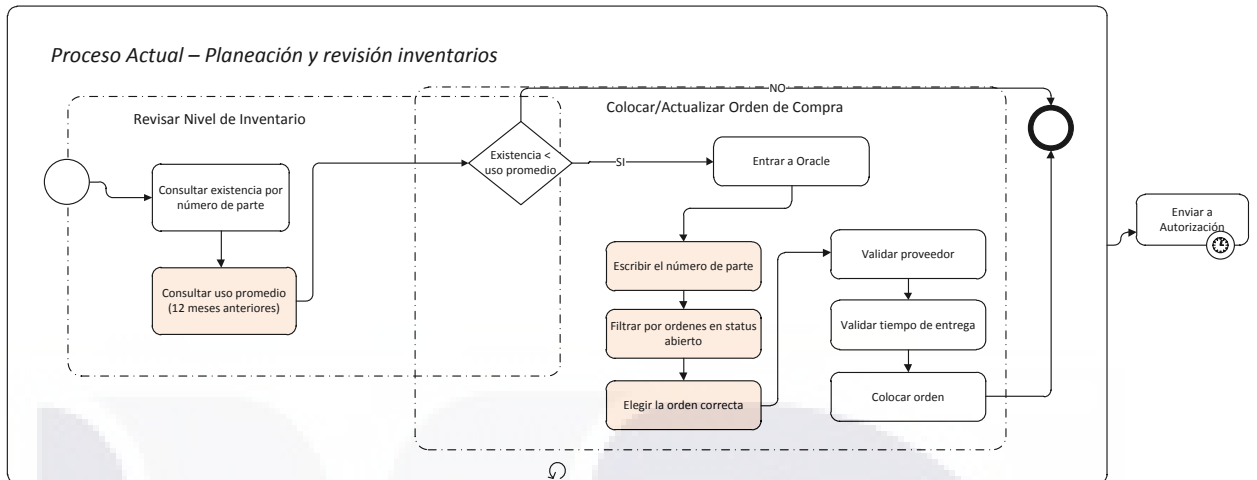 Proceso Actual – Planeación y revisión inventarios
Revisar Nivel de Inventario
Consultar existencia por
número de parte
Consultar uso promedio
(12 meses anteriores)
Existencia <
uso promedio
NO
SI
Colocar/Actualizar Orden de Compra
Entrar a Oracle
Escribir el número de parte
Filtrar por ordenes en status
abierto
Elegir la orden correcta
Validar proveedor
Validar tiempo de entrega
Colocar orden
Enviar a
Autorización